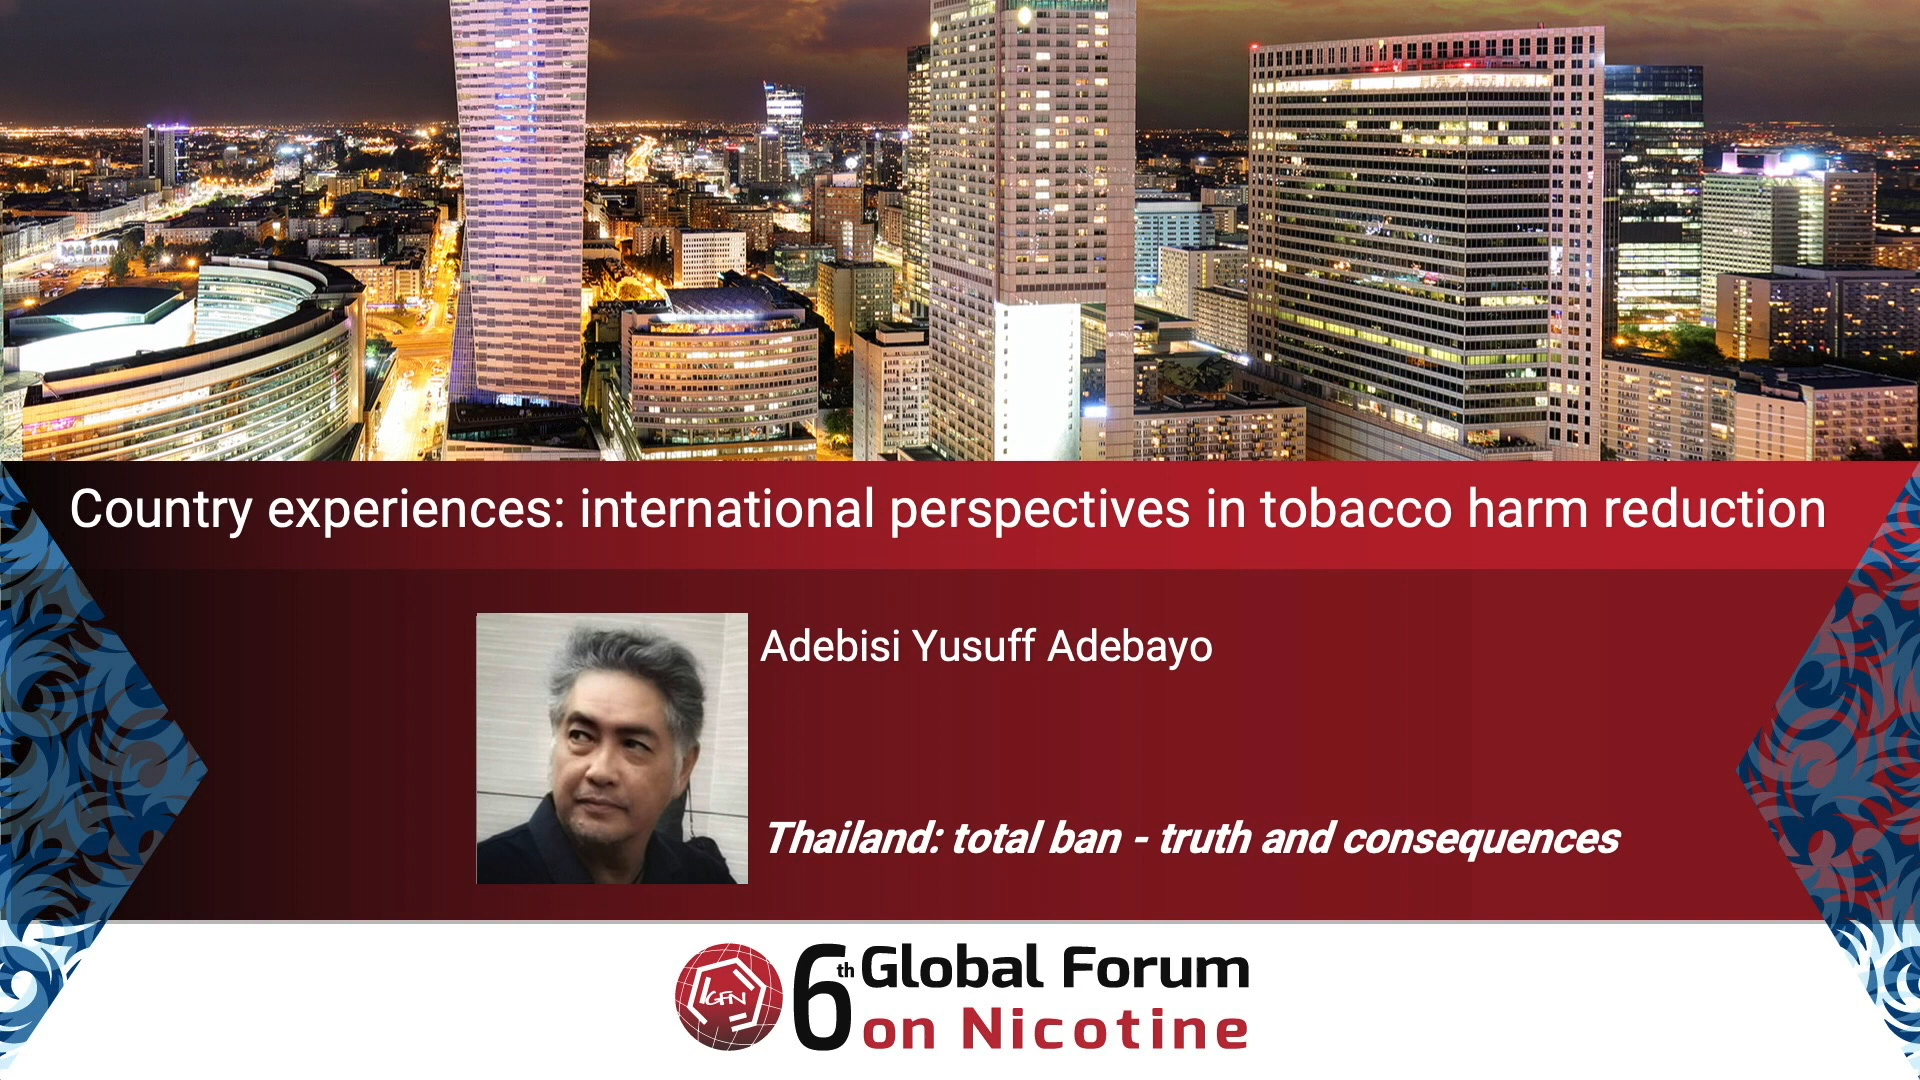 Country experiences: international perspectives in tobacco harm reduction
Adebisi Yusuff Adebayo
Thailand: total ban - truth and consequences
GFN
6th Global Forum
on Nicotine